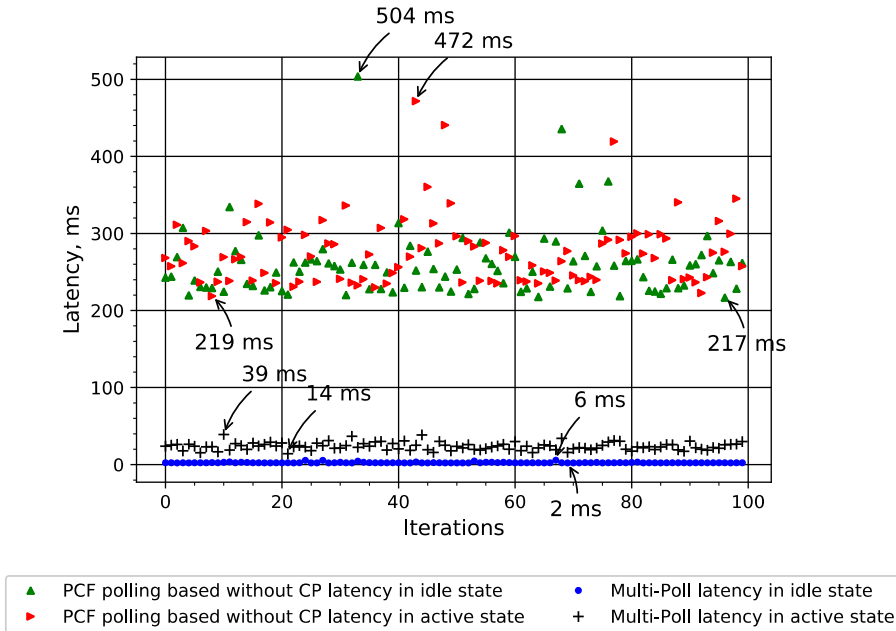 504 ms
472 ms
500
400
300
200
100
0
Latency, ms
219 ms
217 ms
39 ms
14 ms
6 ms
2 ms
0 20 40 60 80 100
Iterations
PCF polling based without CP latency in idle state
PCF polling based without CP latency in active state
Multi-Poll latency in idle state
Multi-Poll latency in active state